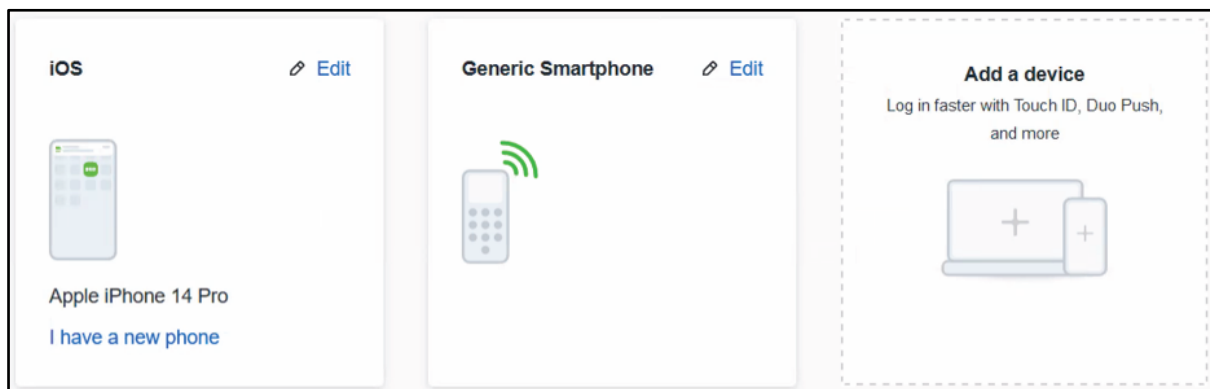 iOS
Edit
Apple iPhone 14 Pro
I have a new phone
Generic Smartphone
Edit
Add a device
Log in faster with Touch ID, Duo Push,
and more